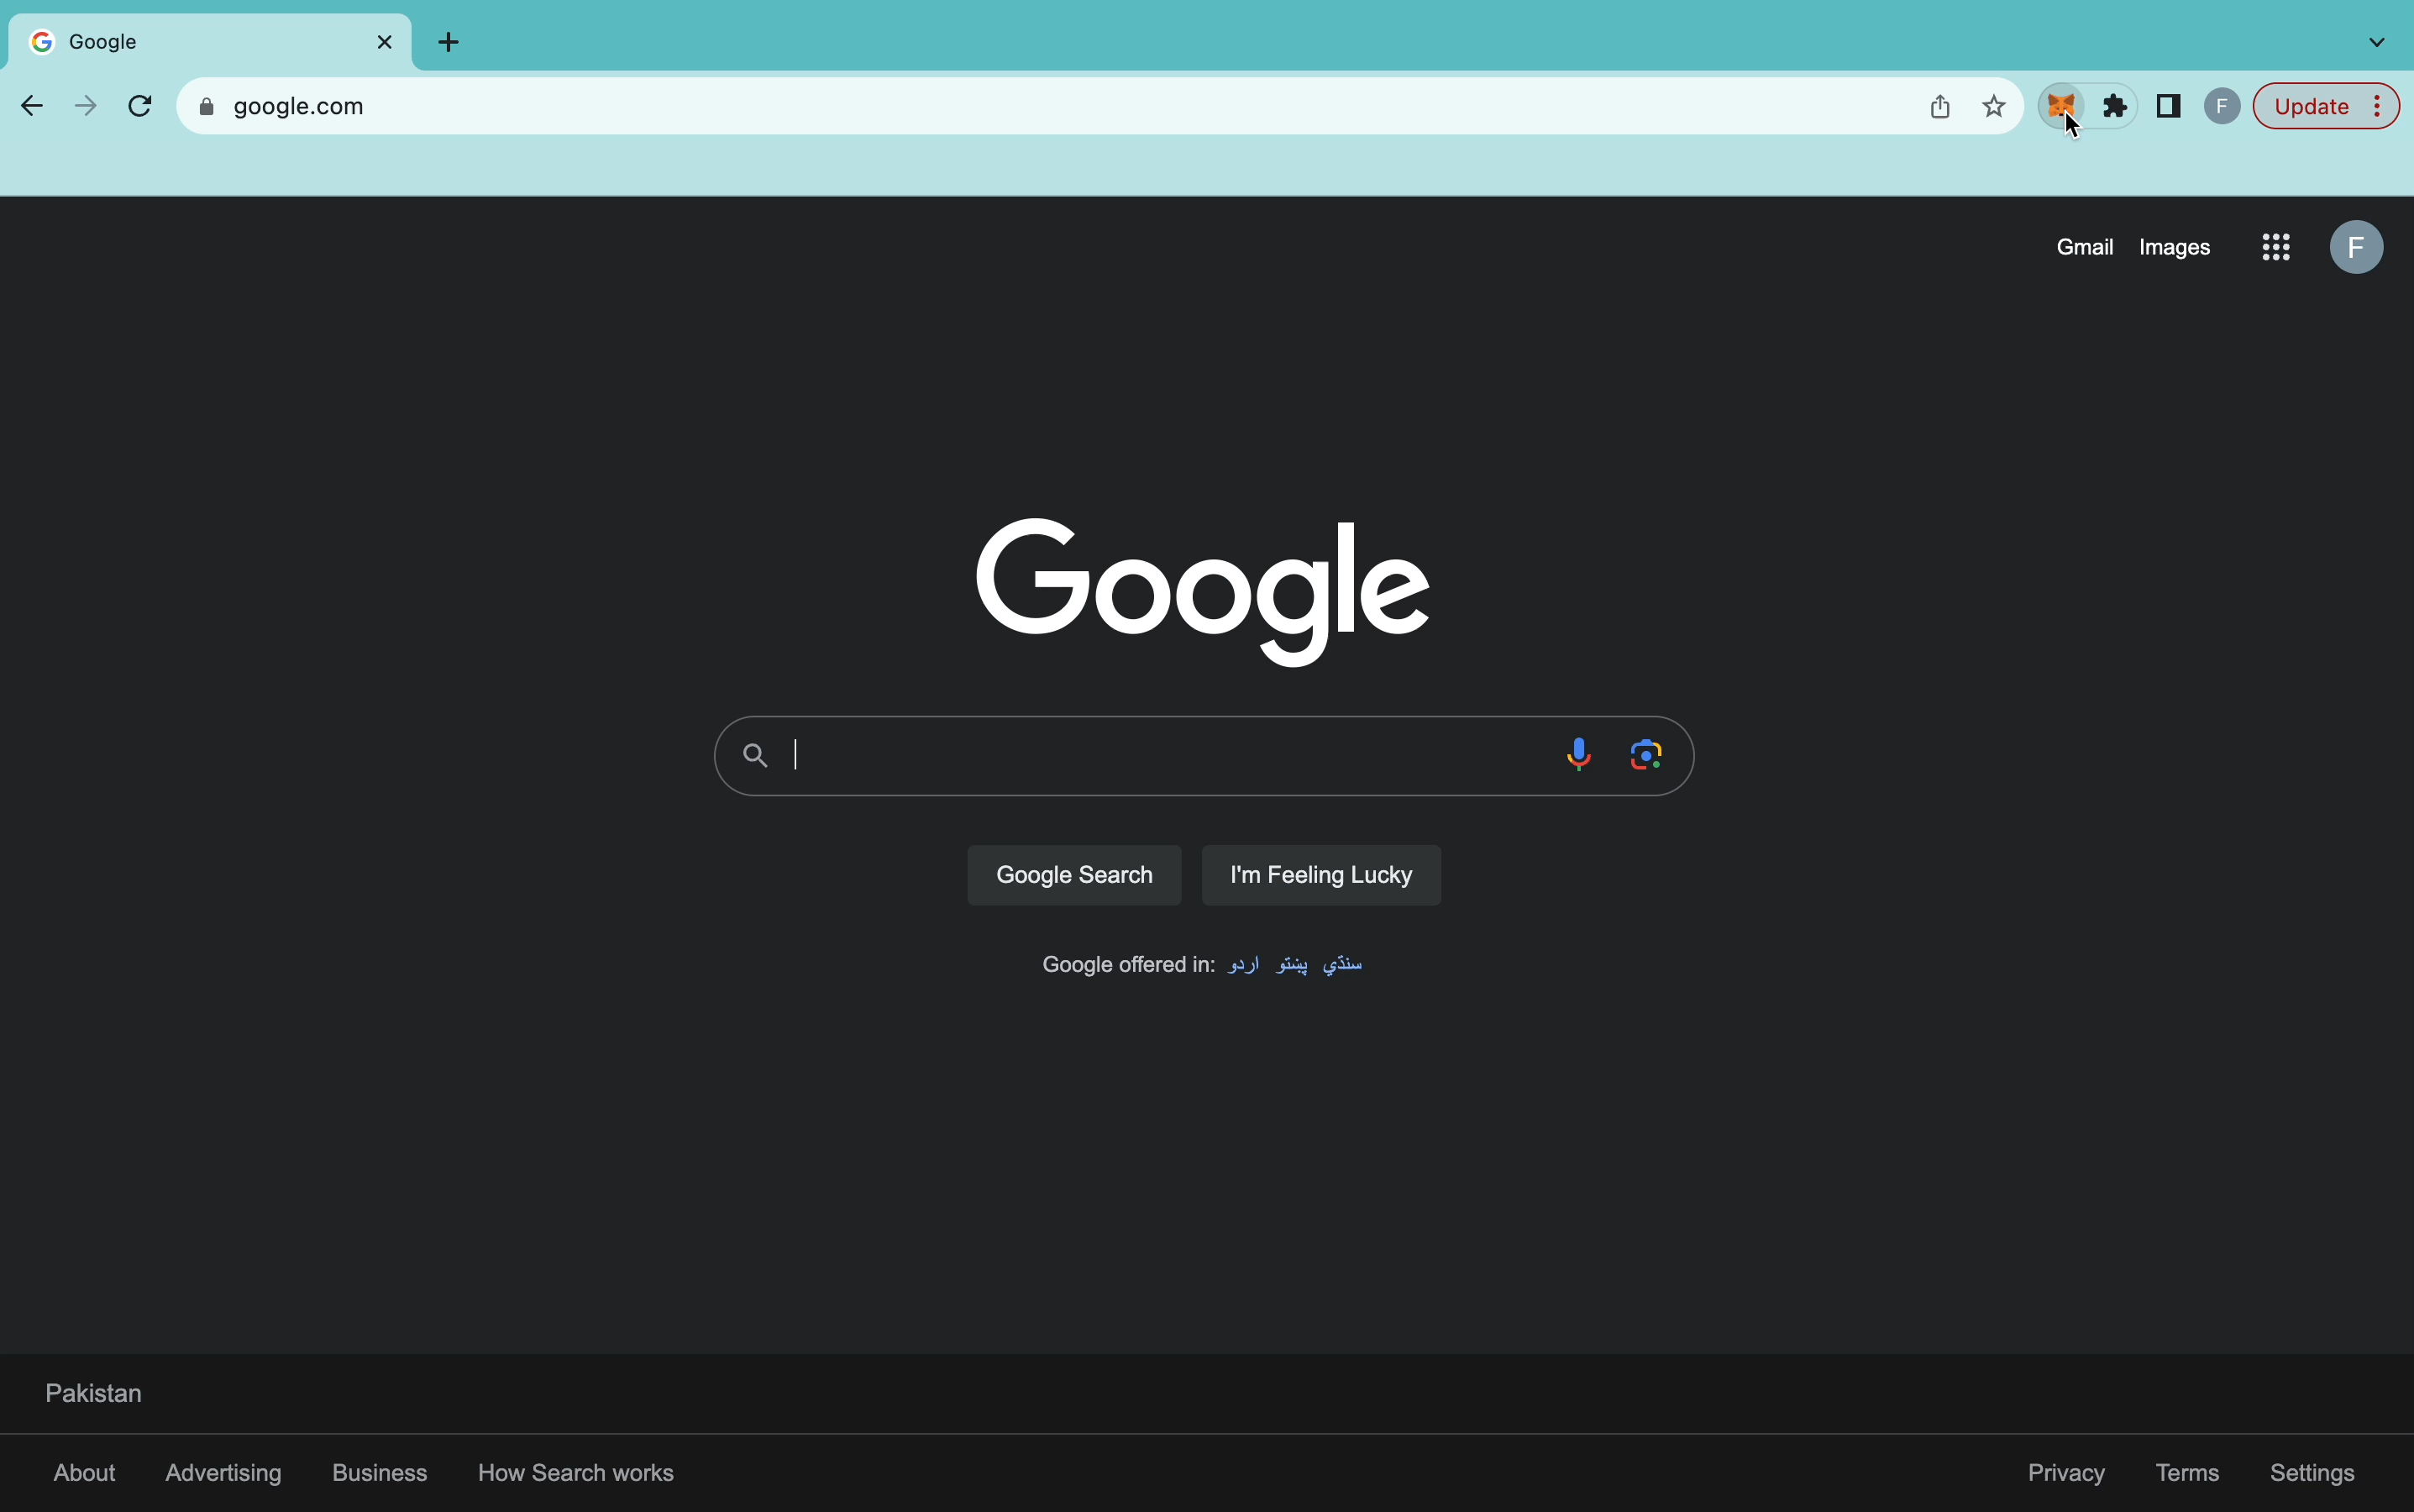 Google
google.com
F
Update
Gmail Images F
Google
Google Search I'm Feeling Lucky
Google offered in: اردو پښتو سنڌي
Pakistan
About Advertising Business How Search works Privacy Terms Settings